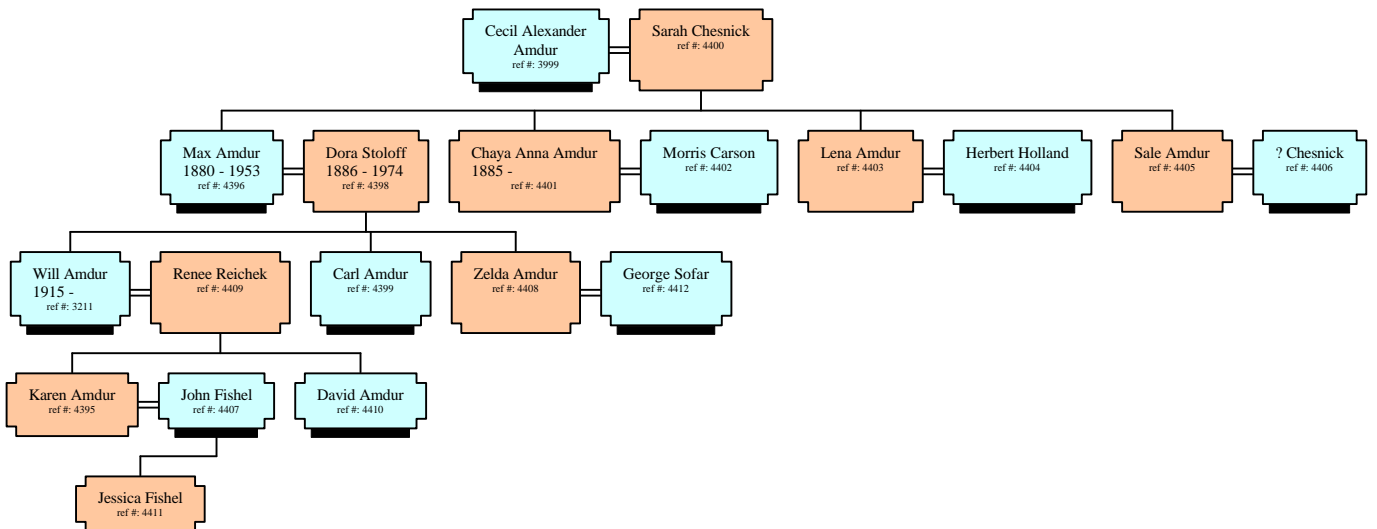 Cecil Alexander
Amdur
ref #: 3999
Sarah Chesnick
ref #: 4400
Max Amdur
1880 - 1953
ref #: 4396
Dora Stoloff
1886 - 1974
ref #: 4398
Chaya Anna Amdur
1885 -
ref #: 4401
Morris Carson
ref #: 4402
Lena Amdur
ref #: 4403
Herbert Holland
ref #: 4404
Sale Amdur
ref #: 4405
? Chesnick
ref #: 4406
Will Amdur
1915 -
ref #: 3211
Renee Reichek
ref #: 4409
Carl Amdur
ref #: 4399
Zelda Amdur
ref #: 4408
George Sofar
ref #: 4412
Karen Amdur
ref #: 4395
John Fishel
ref #: 4407
David Amdur
ref #: 4410
Jessica Fishel
ref #: 4411